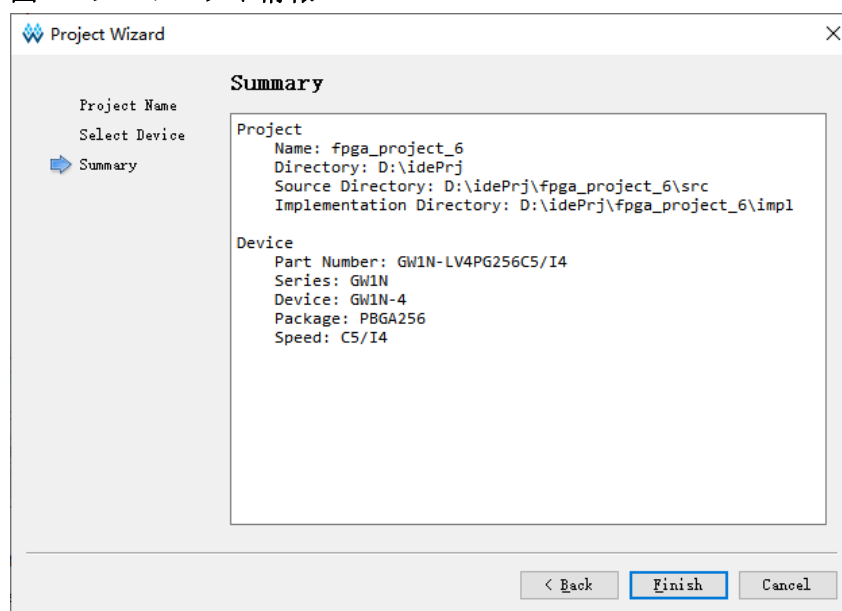 Project Wizard
Summary
Project Name
Select Device
Summary
Project
Name: fpga_project_6
Directory: D:\idePrj
Source Directory: D:\idePrj\fpga_project_6\src
Implementation Directory: D:\idePrj\fpga_project_6\impl
Device
Part Number: GW1N-LV4PG256C5/I4
Series: GW1N
Device: GW1N-4
Package: PBGA256
Speed: C5/I4
< Back
Finish
Cancel